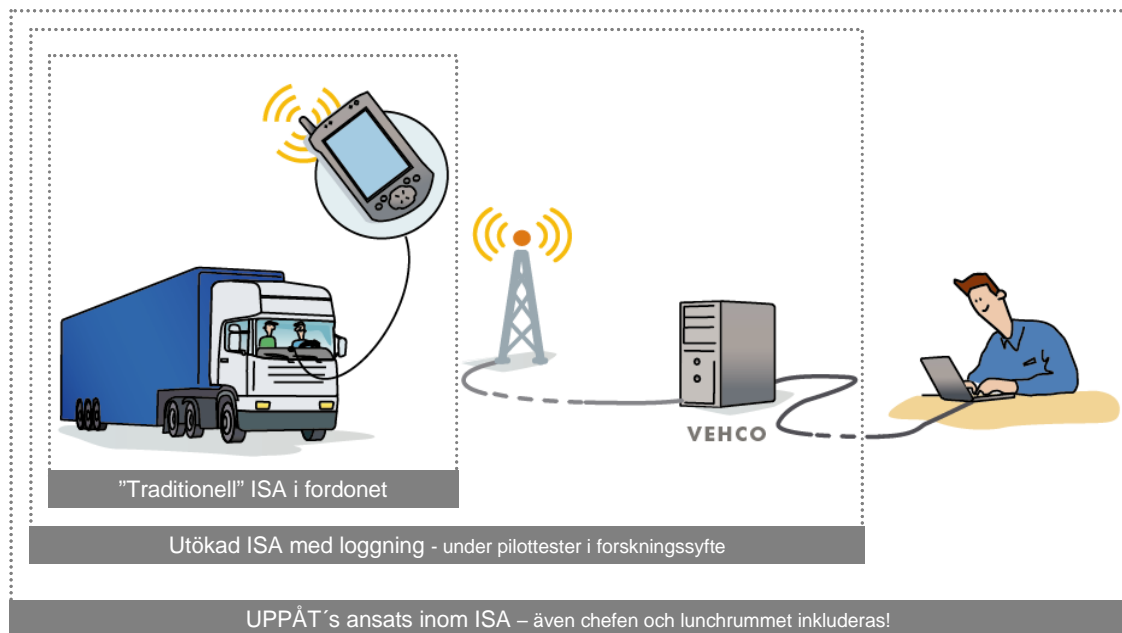 VEHCO
”Traditionell” ISA i fordonet
Utökad ISA med loggning - under pilottester i forskningssyfte
UPPÅT´s ansats inom ISA – även chefen och lunchrummet inkluderas!